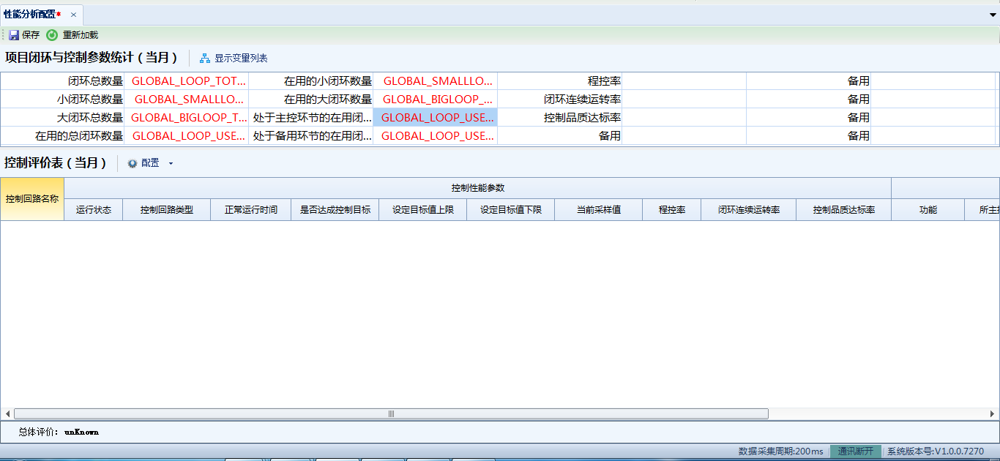 性能分析配置*
保存 重新加载
项目闭环与控制参数统计（当月） 显示变量列表
闭环总数量 GLOBAL_LOOP_TOT... 在用的小闭环数量 GLOBAL_SMALLLO... 程控率 备用
小闭环总数量 GLOBAL_SMALLLO... 在用的大闭环数量 GLOBAL_BIGLOOP_... 闭环连续运转率 备用
大闭环总数量 GLOBAL_BIGLOOP_T... 处于主控环节的在用闭... GLOBAL_LOOP_USE... 控制品质达标率 备用
在用的总闭环数量 GLOBAL_LOOP_USE... 处于备用环节的在用闭... GLOBAL_LOOP_USE... 备用 备用
控制评价表（当月） 配置
控制回路名称 控制性能参数
运行状态 控制回路类型 正常运行时间 是否达成控制目标 设定目标值上限 设定目标值下限 当前采样值 程控率 闭环连续运转率 控制品质达标率 功能 所主
总体评价: unKnown
数据采集周期:200ms 通讯断开 系统版本号:V1.0.0.7270